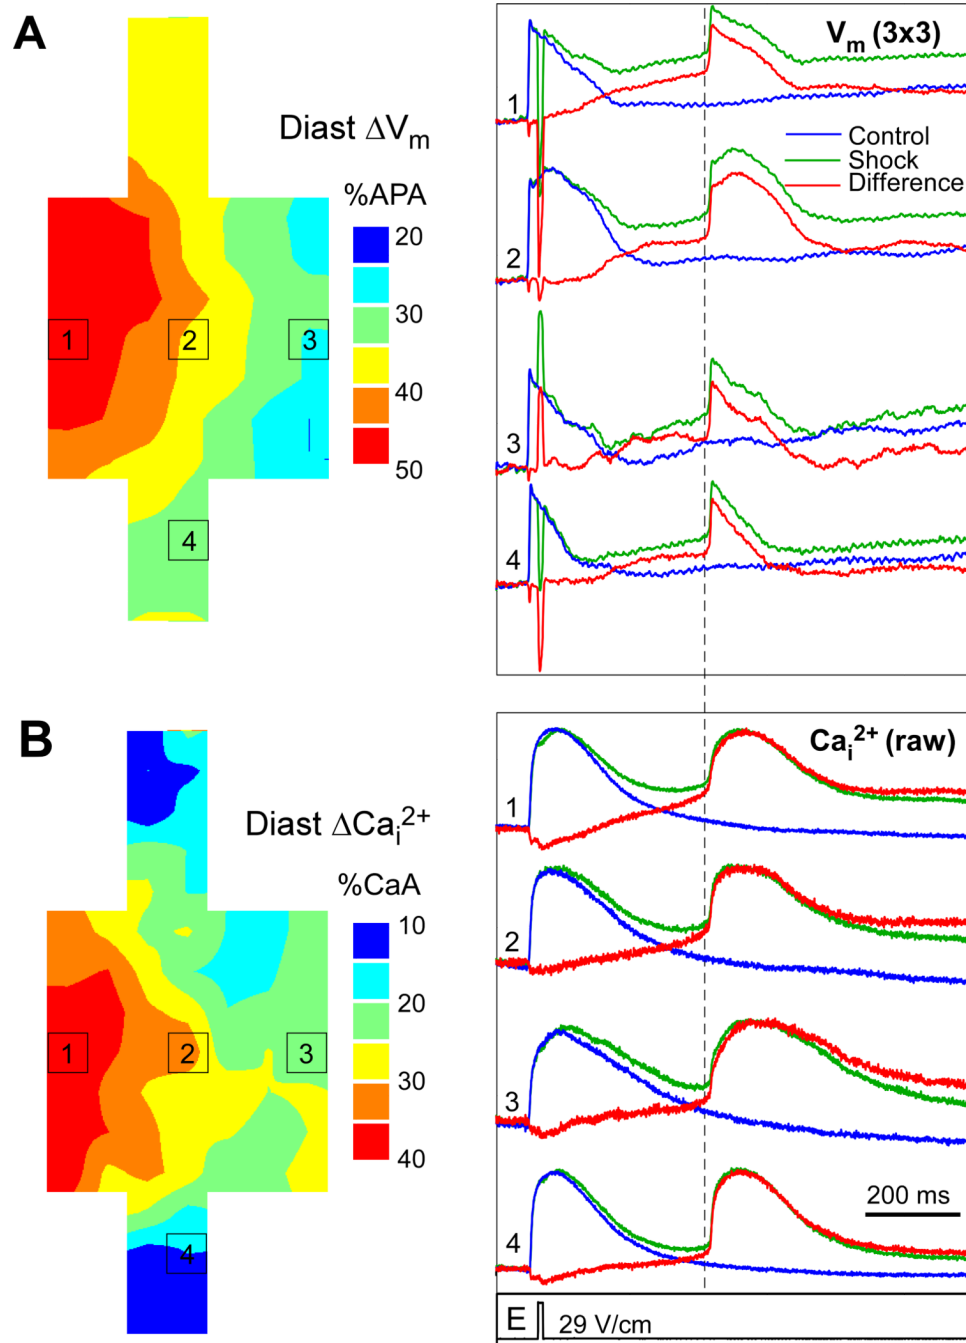 A
Diast ΔVm
%APA
20
30
40
50
1
2
3
4
Vm (3x3)
Control
Shock
Difference
1
2
3
4
B
Diast ΔCai2+
%CaA
10
20
30
40
1
2
3
4
Cai2+ (raw)
1
2
3
4
200 ms
E
29 V/cm